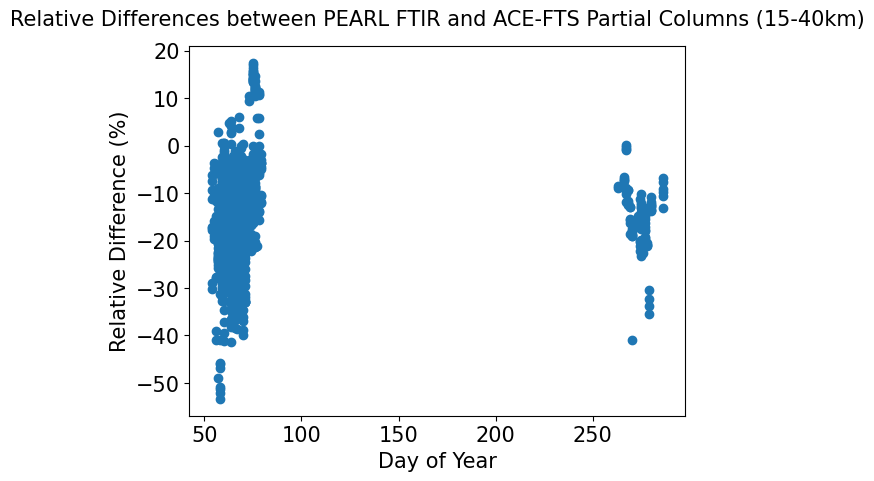 Relative Differences between PEARL FTIR and ACE-FTS Partial Columns (15-40km)
20
10
0
−10
−20
−30
−40
−50
Relative Difference (%)
50 100 150 200 250
Day of Year